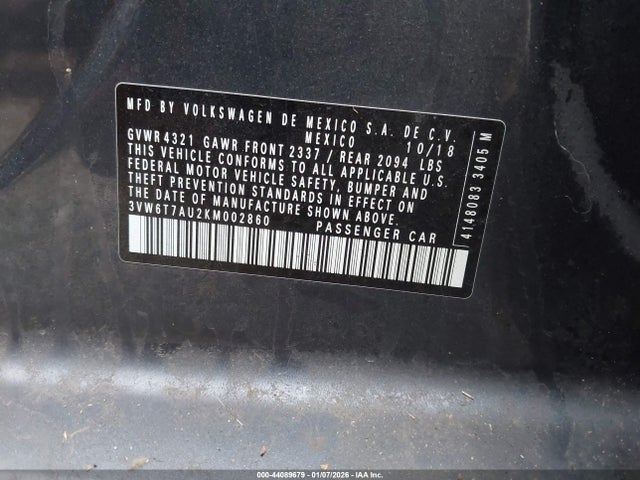 MFD BY VOLKSWAGEN DE MEXICO S.A. DE C.V.
MEXICO 10/18
GVWR 4321 GAWR FRONT 2337 / REAR 2094 LBS
THIS VEHICLE CONFORMS TO ALL APPLICABLE U.S.
FEDERAL MOTOR VEHICLE SAFETY, BUMPER AND
THEFT PREVENTION STANDARDS IN EFFECT ON
THE DATE OF MANUFACTURE SHOWN ABOVE.
3VW6T7AU2KM002860 PASSENGER CAR
4148083 3405 M
000-44089679 - 01/07/2026 - IAA Inc.